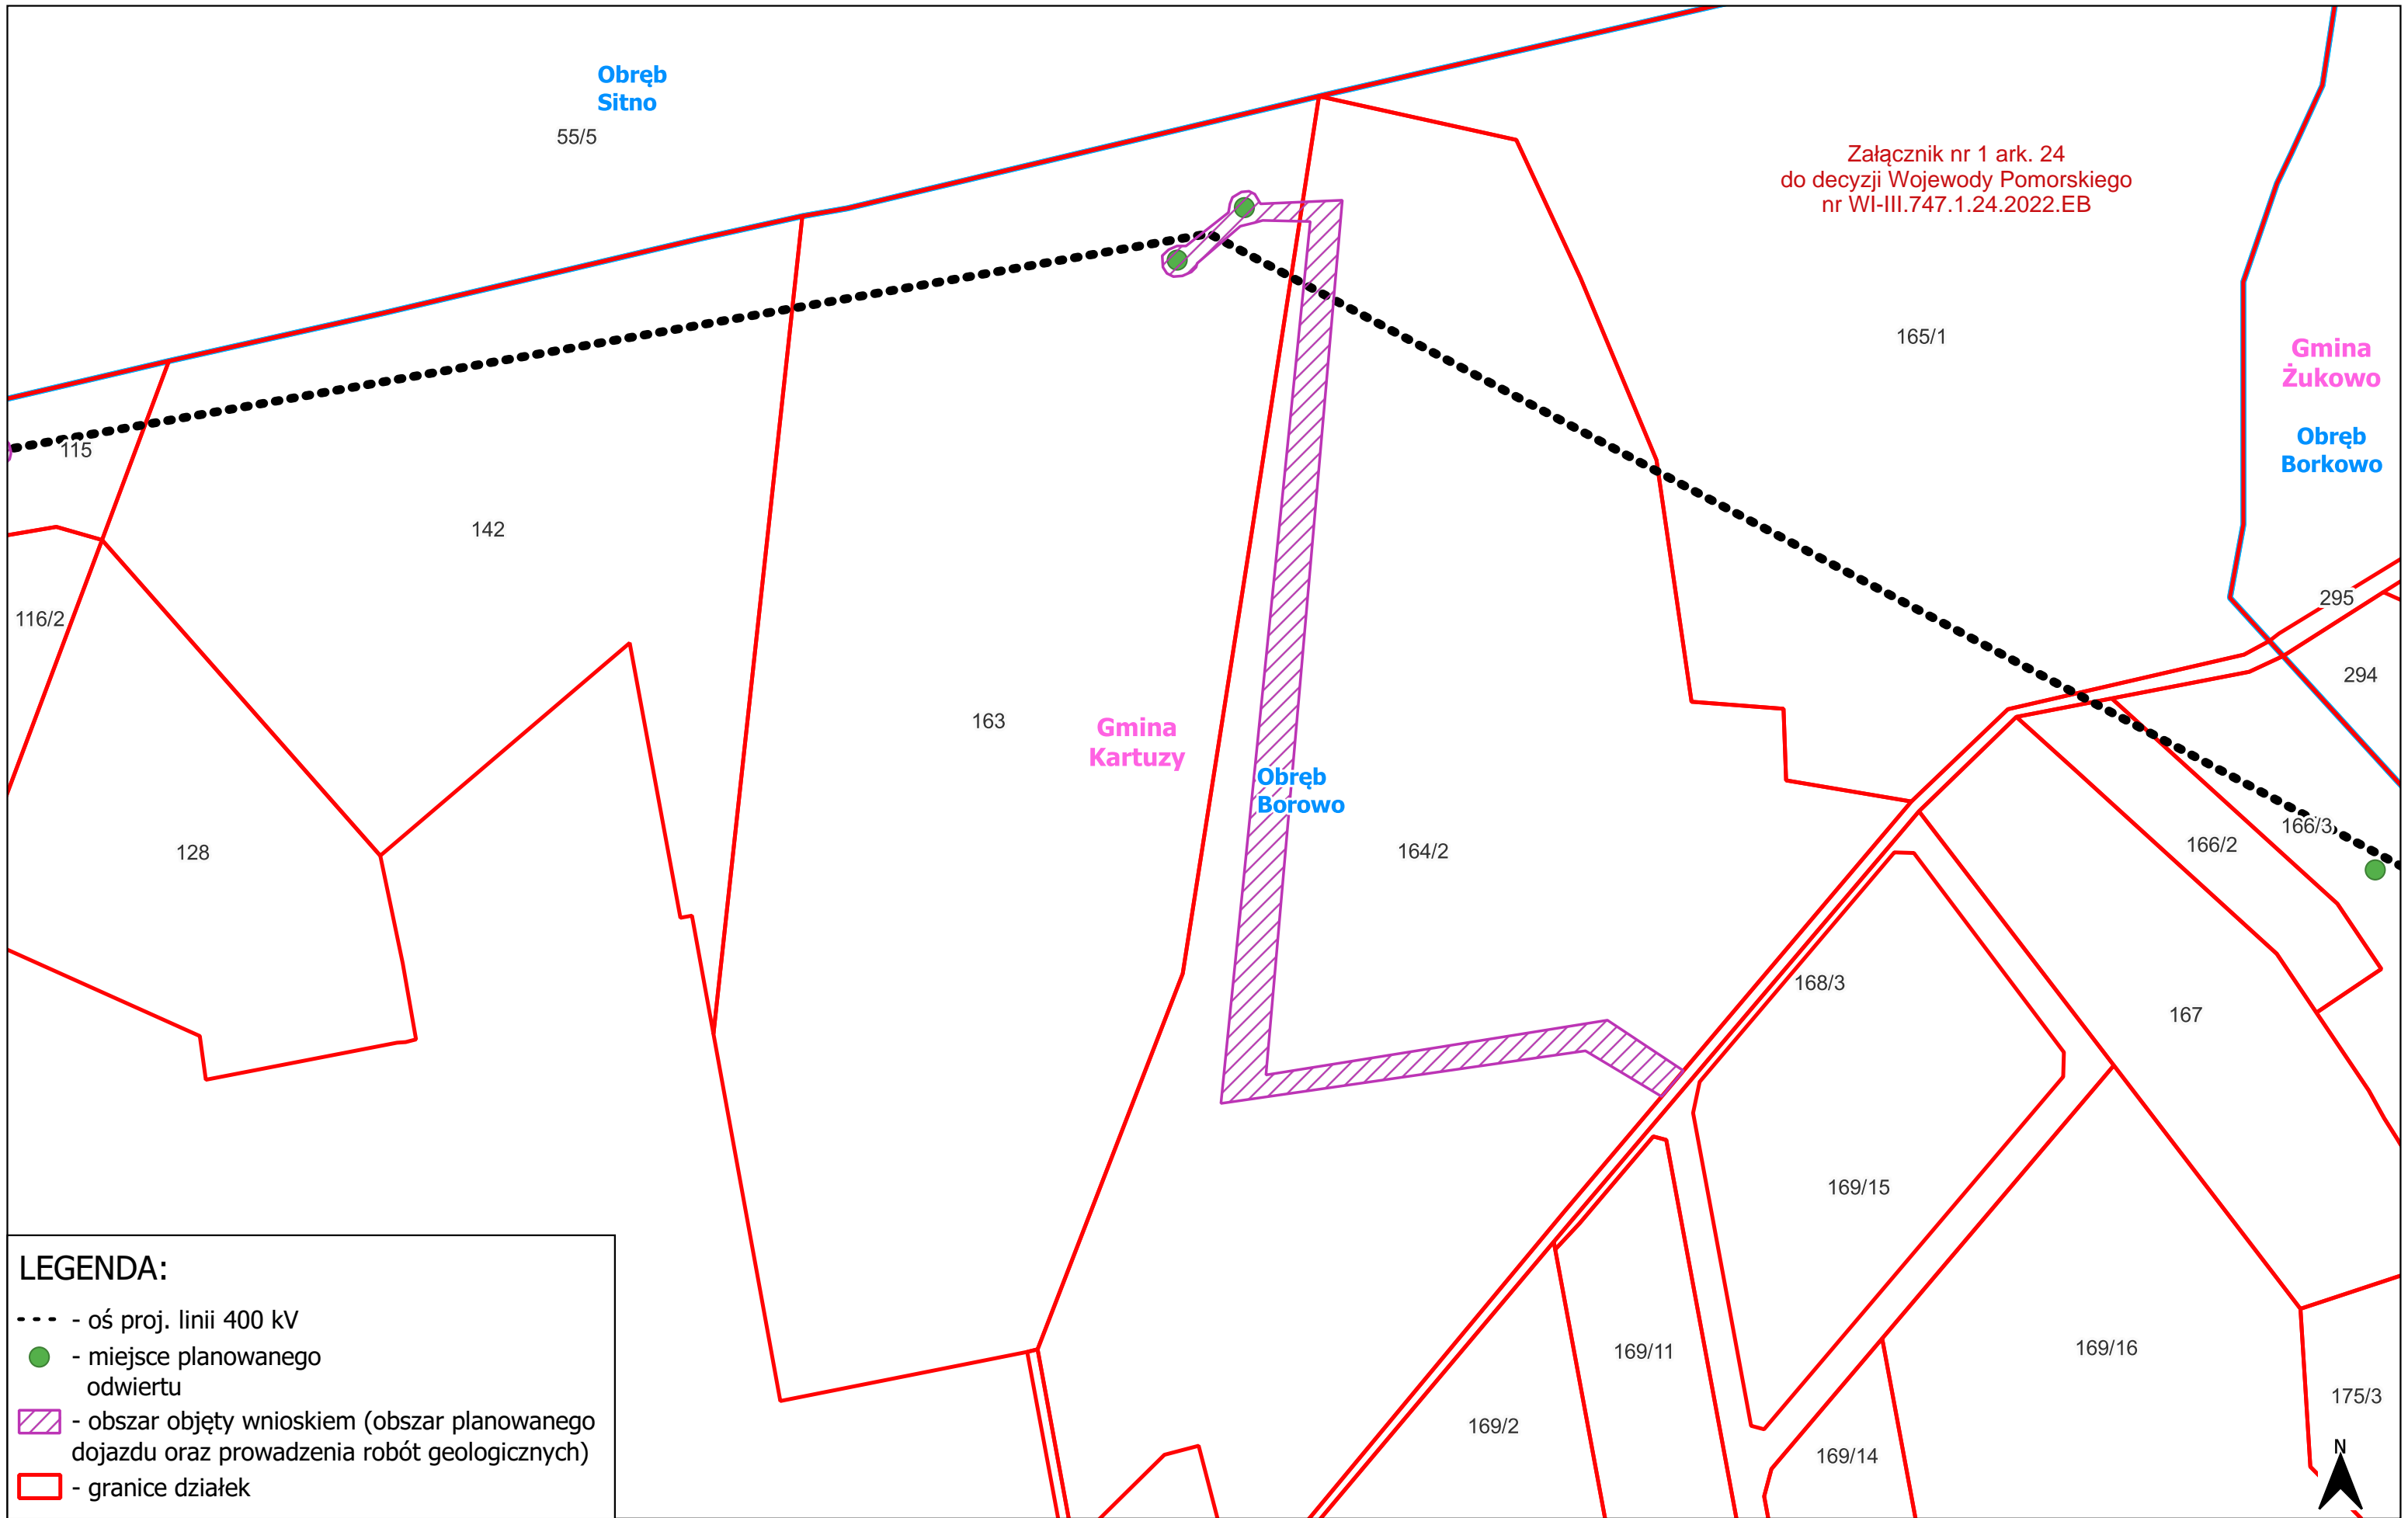 Obręb
Sitno
55/5
Załącznik nr 1 ark. 24
do decyzji Wojewody Pomorskiego
nr WI-III.747.1.24.2022.EB
165/1
Gmina
Żukowo
Obręb
Borkowo
115
142
116/2
295
294
163
Gmina
Kartuzy
Obręb
Borowo
128
164/2
166/2
166/3
168/3
167
169/15
169/11
169/16
175/3
169/2
169/14
N
LEGENDA:
- oś proj. linii 400 kV
- miejsce planowanego
odwiertu
- obszar objęty wnioskiem (obszar planowanego
dojazdu oraz prowadzenia robót geologicznych)
- granice działek